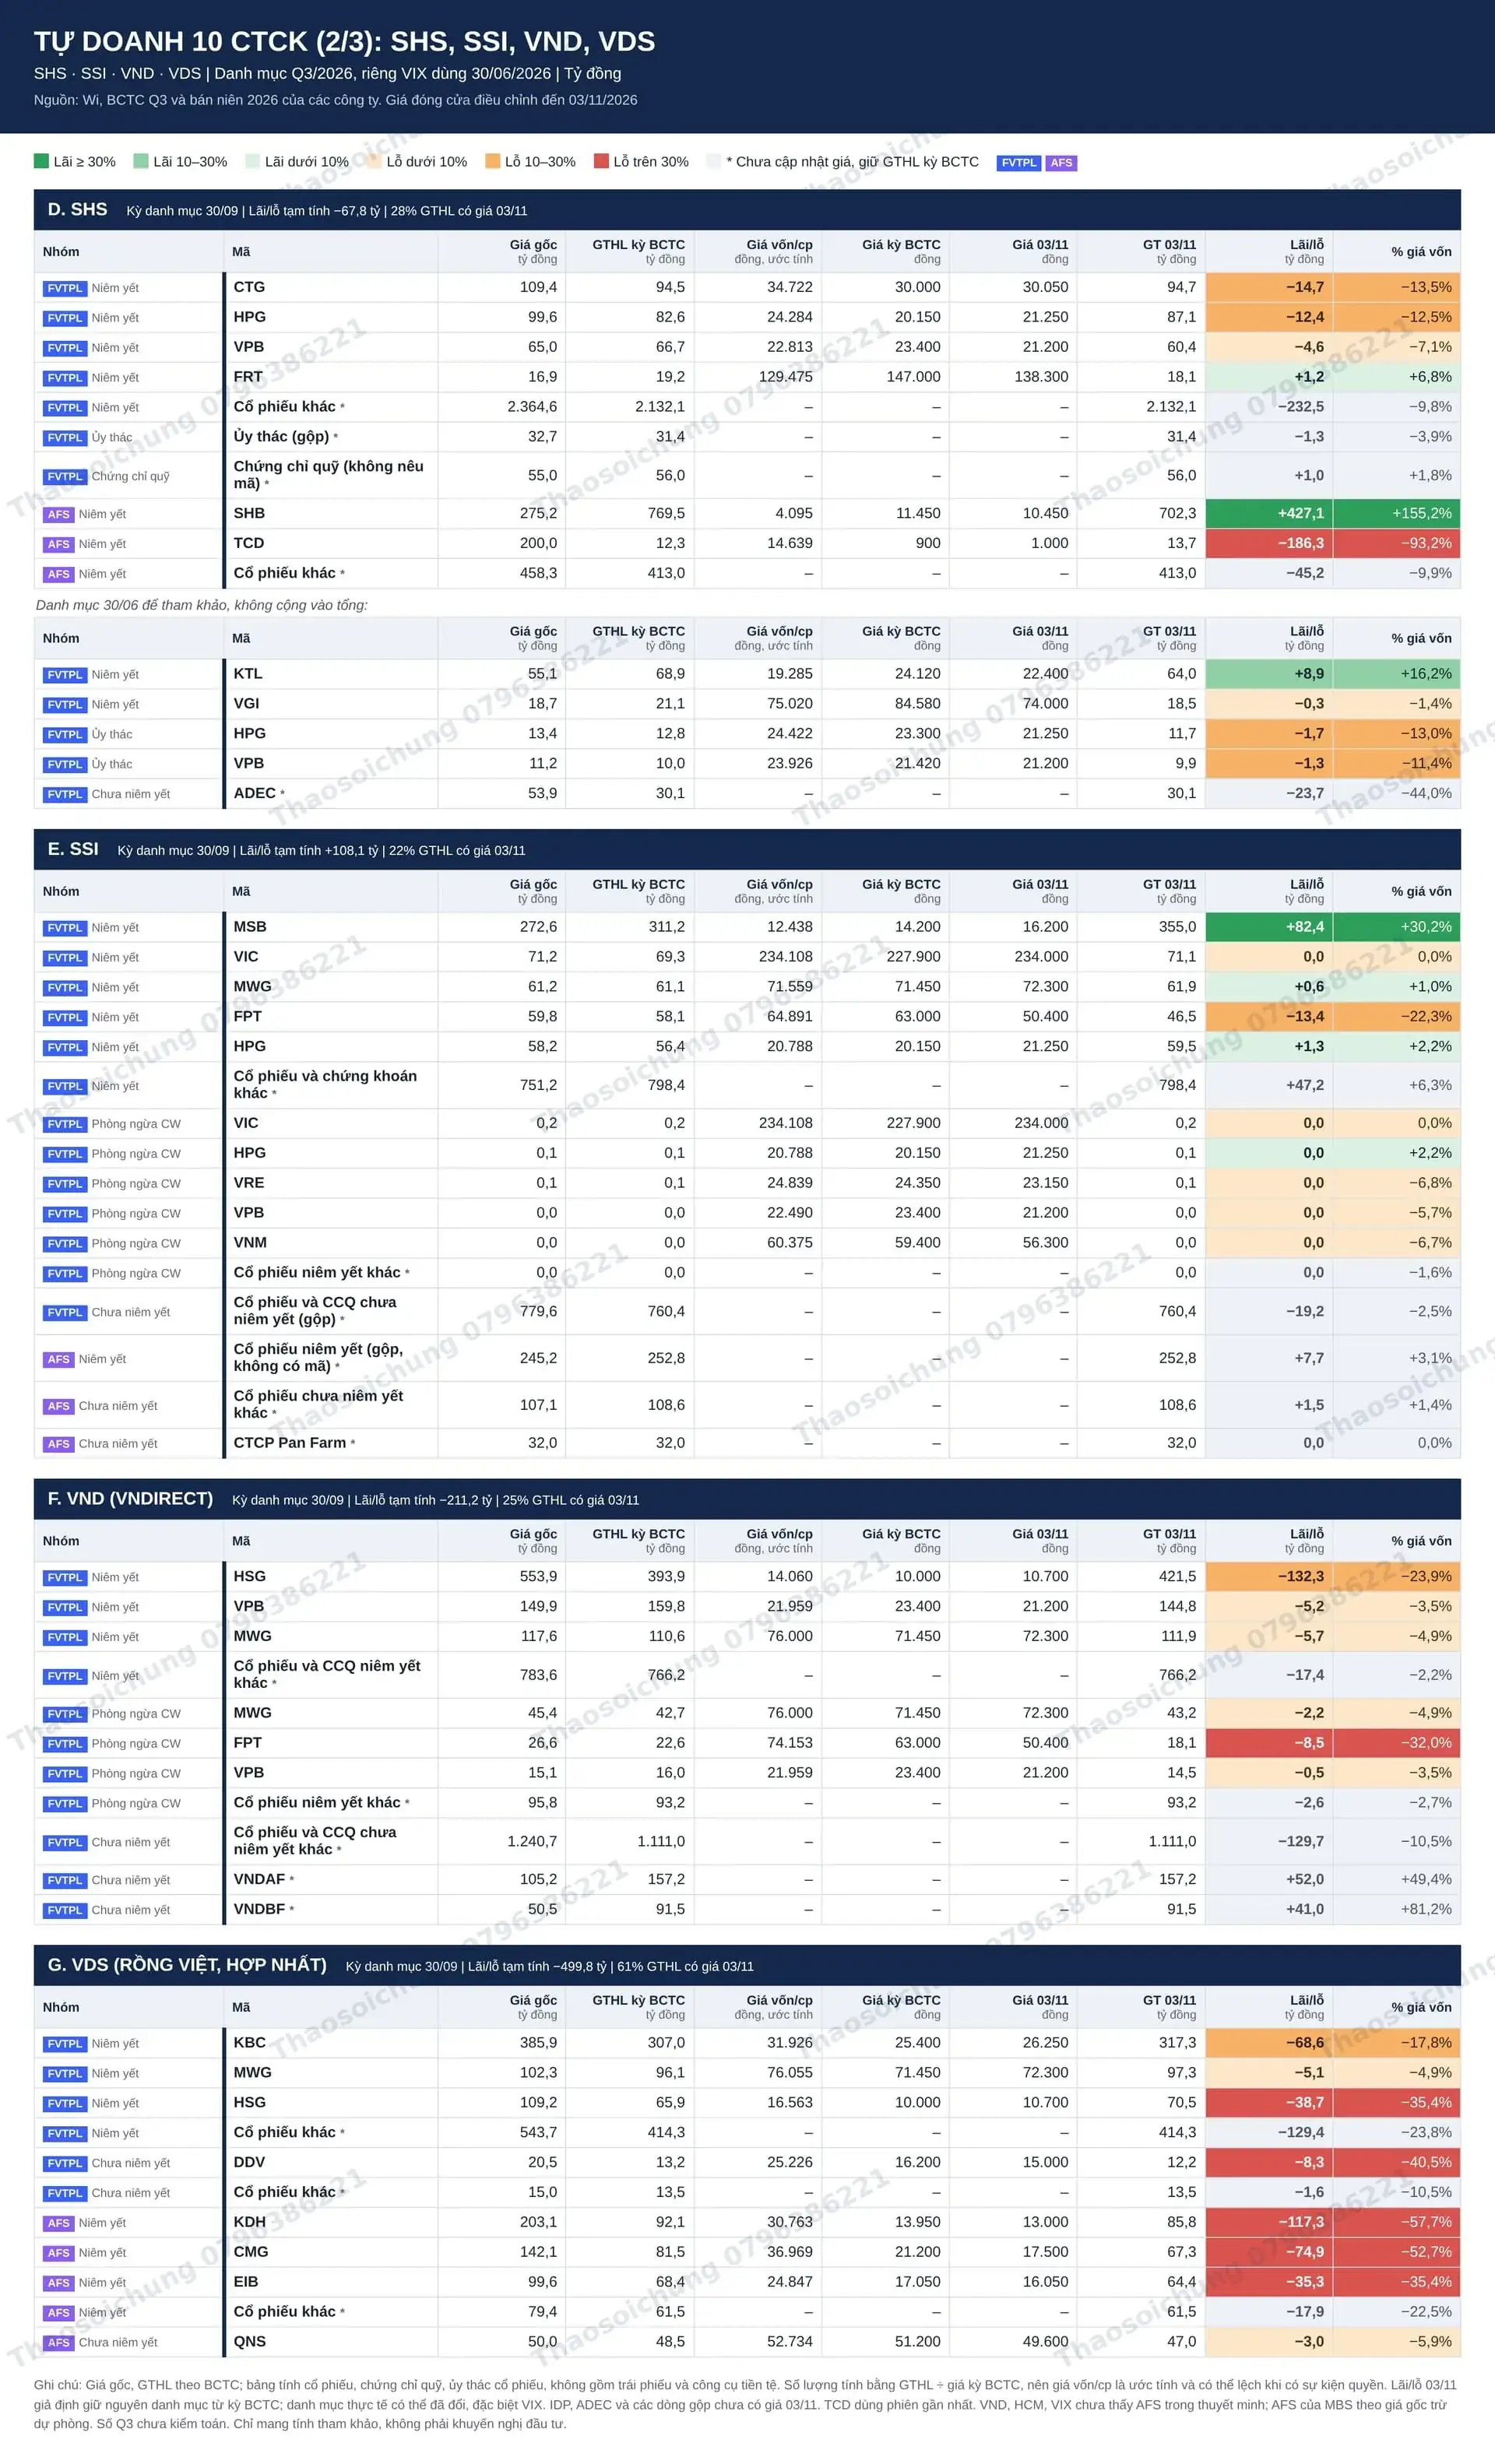 TỰ DOANH 10 CTCK (2/3): SHS, SSI, VND, VDS
SHS · SSI · VND · VDS | Danh mục Q3/2026, riêng VIX dùng 30/06/2026 | Tỷ đồng
Nguồn: Wi, BCTC Q3 và bán niên 2026 của các công ty. Giá đóng cửa điều chỉnh đến 03/11/2026
Lãi ≥ 30% Lãi 10–30% Lãi dưới 10% Lỗ dưới 10% Lỗ 10–30% Lỗ trên 30% * Chưa cập nhật giá, giữ GTHL kỳ BCTC FVTPL AFS
D. SHS Kỳ danh mục 30/09 | Lãi/lỗ tạm tính −67,8 tỷ | 28% GTHL có giá 03/11
Nhóm Mã Giá gốc GTHL kỳ BCTC Giá vốn/cp Giá kỳ BCTC Giá 03/11 GT 03/11 Lãi/lỗ % giá vốn
tỷ đồng tỷ đồng đồng, ước tính đồng đồng tỷ đồng tỷ đồng
FVTPL Niêm yết CTG 109,4 94,5 34.722 30.000 30.050 94,7 −14,7 −13,5%
FVTPL Niêm yết HPG 99,6 82,6 24.284 20.150 21.250 87,1 −12,4 −12,5%
FVTPL Niêm yết VPB 65,0 66,7 22.813 23.400 21.200 60,4 −4,6 −7,1%
FVTPL Niêm yết FRT 16,9 19,2 129.475 147.000 138.300 18,1 +1,2 +6,8%
FVTPL Niêm yết Cổ phiếu khác * 2.364,6 2.132,1 – – – 2.132,1 −232,5 −9,8%
FVTPL Ủy thác Ủy thác (gộp) * 32,7 31,4 – – – 31,4 −1,3 −3,9%
FVTPL Chứng chỉ quỹ Chứng chỉ quỹ (không nêu mã) * 55,0 56,0 – – – 56,0 +1,0 +1,8%
AFS Niêm yết SHB 275,2 769,5 4.095 11.450 10.450 702,3 +427,1 +155,2%
AFS Niêm yết TCD 200,0 12,3 14.639 900 1.000 13,7 −186,3 −93,2%
AFS Niêm yết Cổ phiếu khác * 458,3 413,0 – – – 413,0 −45,2 −9,9%
Danh mục 30/06 để tham khảo, không cộng vào tổng:
Nhóm Mã Giá gốc GTHL kỳ BCTC Giá vốn/cp Giá kỳ BCTC Giá 03/11 GT 03/11 Lãi/lỗ % giá vốn
tỷ đồng tỷ đồng đồng, ước tính đồng đồng tỷ đồng tỷ đồng
FVTPL Niêm yết KTL 55,1 68,9 19.285 24.120 22.400 64,0 +8,9 +16,2%
FVTPL Niêm yết VGI 18,7 21,1 75.020 84.580 74.000 18,5 −0,3 −1,4%
FVTPL Ủy thác HPG 13,4 12,8 24.422 23.300 21.250 11,7 −1,7 −13,0%
FVTPL Ủy thác VPB 11,2 10,0 23.926 21.420 21.200 9,9 −1,3 −11,4%
FVTPL Chưa niêm yết ADEC * 53,9 30,1 – – – 30,1 −23,7 −44,0%
E. SSI Kỳ danh mục 30/09 | Lãi/lỗ tạm tính +108,1 tỷ | 22% GTHL có giá 03/11
Nhóm Mã Giá gốc GTHL kỳ BCTC Giá vốn/cp Giá kỳ BCTC Giá 03/11 GT 03/11 Lãi/lỗ % giá vốn
tỷ đồng tỷ đồng đồng, ước tính đồng đồng tỷ đồng tỷ đồng
FVTPL Niêm yết MSB 272,6 311,2 12.438 14.200 16.200 355,0 +82,4 +30,2%
FVTPL Niêm yết VIC 71,2 69,3 234.108 227.900 234.000 71,1 0,0 0,0%
FVTPL Niêm yết MWG 61,2 61,1 71.559 71.450 72.300 61,9 +0,6 +1,0%
FVTPL Niêm yết FPT 59,8 58,1 64.891 63.000 50.400 46,5 −13,4 −22,3%
FVTPL Niêm yết HPG 58,2 56,4 20.788 20.150 21.250 59,5 +1,3 +2,2%
FVTPL Niêm yết Cổ phiếu và chứng khoán khác * 751,2 798,4 – – – 798,4 +47,2 +6,3%
FVTPL Phòng ngừa CW VIC 0,2 0,2 234.108 227.900 234.000 0,2 0,0 0,0%
FVTPL Phòng ngừa CW HPG 0,1 0,1 20.788 20.150 21.250 0,1 0,0 +2,2%
FVTPL Phòng ngừa CW VRE 0,1 0,1 24.839 24.350 23.150 0,1 0,0 −6,8%
FVTPL Phòng ngừa CW VPB 0,0 0,0 22.490 23.400 21.200 0,0 0,0 −5,7%
FVTPL Phòng ngừa CW VNM 0,0 0,0 60.375 59.400 56.300 0,0 0,0 −6,7%
FVTPL Phòng ngừa CW Cổ phiếu niêm yết khác * 0,0 0,0 – – – 0,0 0,0 −1,6%
FVTPL Chưa niêm yết Cổ phiếu và CCQ chưa niêm yết (gộp) * 779,6 760,4 – – – 760,4 −19,2 −2,5%
AFS Niêm yết Cổ phiếu niêm yết (gộp, không có mã) * 245,2 252,8 – – – 252,8 +7,7 +3,1%
AFS Chưa niêm yết Cổ phiếu chưa niêm yết khác * 107,1 108,6 – – – 108,6 +1,5 +1,4%
AFS Chưa niêm yết CTCP Pan Farm * 32,0 32,0 – – – 32,0 0,0 0,0%
F. VND (VNDIRECT) Kỳ danh mục 30/09 | Lãi/lỗ tạm tính −211,2 tỷ | 25% GTHL có giá 03/11
Nhóm Mã Giá gốc GTHL kỳ BCTC Giá vốn/cp Giá kỳ BCTC Giá 03/11 GT 03/11 Lãi/lỗ % giá vốn
tỷ đồng tỷ đồng đồng, ước tính đồng đồng tỷ đồng tỷ đồng
FVTPL Niêm yết HSG 553,9 393,9 14.060 10.000 10.700 421,5 −132,3 −23,9%
FVTPL Niêm yết VPB 149,9 159,8 21.959 23.400 21.200 144,8 −5,2 −3,5%
FVTPL Niêm yết MWG 117,6 110,6 76.000 71.450 72.300 111,9 −5,7 −4,9%
FVTPL Niêm yết Cổ phiếu và CCQ niêm yết khác * 783,6 766,2 – – – 766,2 −17,4 −2,2%
FVTPL Phòng ngừa CW MWG 45,4 42,7 76.000 71.450 72.300 43,2 −2,2 −4,9%
FVTPL Phòng ngừa CW FPT 26,6 22,6 74.153 63.000 50.400 18,1 −8,5 −32,0%
FVTPL Phòng ngừa CW VPB 15,1 16,0 21.959 23.400 21.200 14,5 −0,5 −3,5%
FVTPL Phòng ngừa CW Cổ phiếu niêm yết khác * 95,8 93,2 – – – 93,2 −2,6 −2,7%
FVTPL Chưa niêm yết Cổ phiếu và CCQ chưa niêm yết khác * 1.240,7 1.111,0 – – – 1.111,0 −129,7 −10,5%
FVTPL Chưa niêm yết VNDAF * 105,2 157,2 – – – 157,2 +52,0 +49,4%
FVTPL Chưa niêm yết VNDBF * 50,5 91,5 – – – 91,5 +41,0 +81,2%
G. VDS (RỒNG VIỆT, HỢP NHẤT) Kỳ danh mục 30/09 | Lãi/lỗ tạm tính −499,8 tỷ | 61% GTHL có giá 03/11
Nhóm Mã Giá gốc GTHL kỳ BCTC Giá vốn/cp Giá kỳ BCTC Giá 03/11 GT 03/11 Lãi/lỗ % giá vốn
tỷ đồng tỷ đồng đồng, ước tính đồng đồng tỷ đồng tỷ đồng
FVTPL Niêm yết KBC 385,9 307,0 31.926 25.400 26.250 317,3 −68,6 −17,8%
FVTPL Niêm yết MWG 102,3 96,1 76.055 71.450 72.300 97,3 −5,1 −4,9%
FVTPL Niêm yết HSG 109,2 65,9 16.563 10.000 10.700 70,5 −38,7 −35,4%
FVTPL Niêm yết Cổ phiếu khác * 543,7 414,3 – – – 414,3 −129,4 −23,8%
FVTPL Chưa niêm yết DDV 20,5 13,2 25.226 16.200 15.000 12,2 −8,3 −40,5%
FVTPL Chưa niêm yết Cổ phiếu khác * 15,0 13,5 – – – 13,5 −1,6 −10,5%
AFS Niêm yết KDH 203,1 92,1 30.763 13.950 13.000 85,8 −117,3 −57,7%
AFS Niêm yết CMG 142,1 81,5 36.969 21.200 17.500 67,3 −74,9 −52,7%
AFS Niêm yết EIB 99,6 68,4 24.847 17.050 16.050 64,4 −35,3 −35,4%
AFS Niêm yết Cổ phiếu khác * 79,4 61,5 – – – 61,5 −17,9 −22,5%
AFS Chưa niêm yết QNS 50,0 48,5 52.734 51.200 49.600 47,0 −3,0 −5,9%
Ghi chú: Giá gốc, GTHL theo BCTC; bảng tính cổ phiếu, chứng chỉ quỹ, ủy thác cổ phiếu, không gồm trái phiếu và công cụ tiền tệ. Số lượng tính bằng GTHL ÷ giá kỳ BCTC, nên giá vốn/cp là ước tính và có thể lệch khi có sự kiện quyền. Lãi/lỗ 03/11
giả định giữ nguyên danh mục từ kỳ BCTC; danh mục thực tế có thể đã đổi, đặc biệt VIX. IDP, ADEC và các dòng gộp chưa có giá 03/11. TCD dùng phiên gần nhất. VND, HCM, VIX chưa thấy AFS trong thuyết minh; AFS của MBS theo giá gốc trừ
dự phòng. Số Q3 chưa kiểm toán. Chỉ mang tính tham khảo, không phải khuyến nghị đầu tư.
Thaosoichung 0796386221